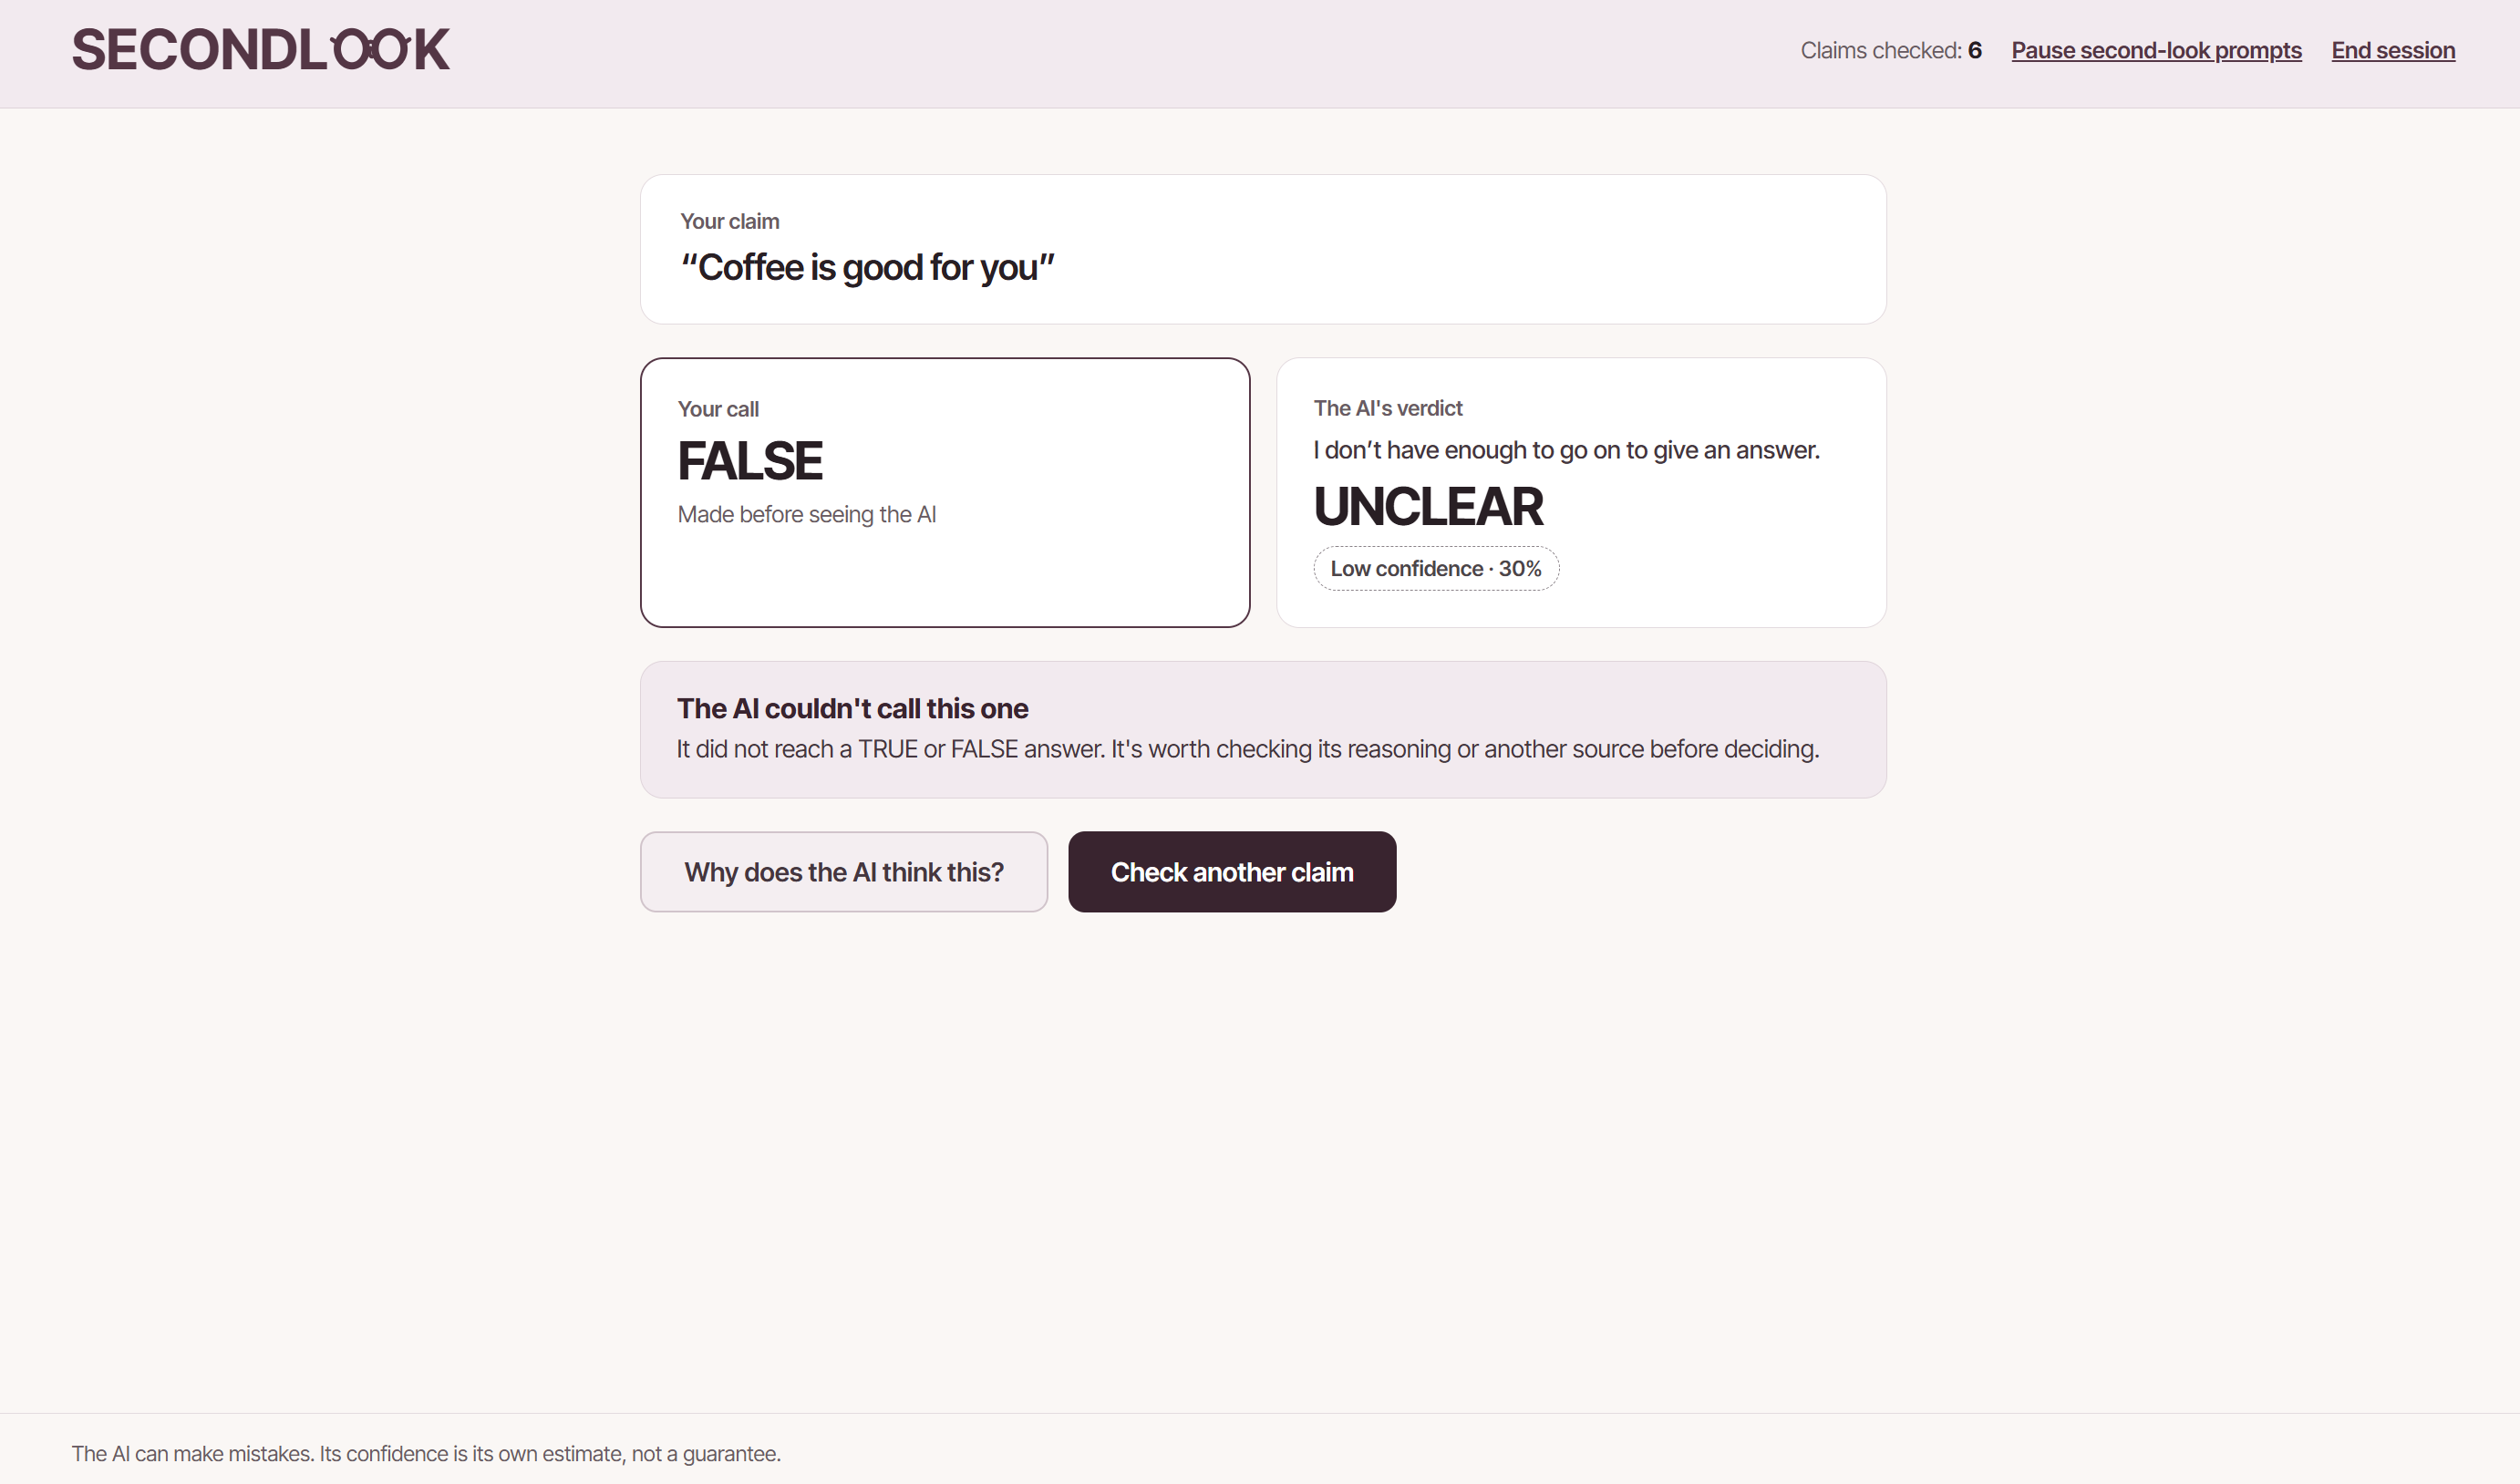 SECONDLOOK
Claims checked: 6 Pause second-look prompts End session
Your claim
“Coffee is good for you”
Your call
FALSE
Made before seeing the AI
The AI's verdict
I don’t have enough to go on to give an answer.
UNCLEAR
Low confidence · 30%
The AI couldn't call this one
It did not reach a TRUE or FALSE answer. It's worth checking its reasoning or another source before deciding.
Why does the AI think this?
Check another claim
The AI can make mistakes. Its confidence is its own estimate, not a guarantee.